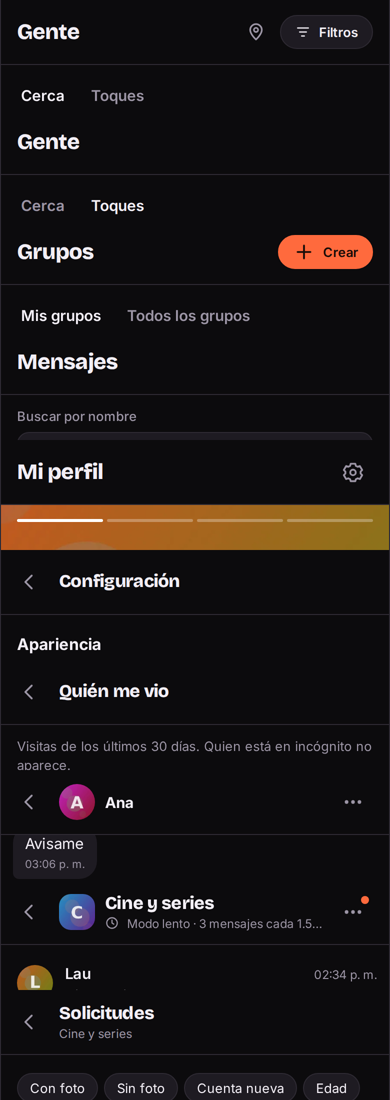 Gente
Filtros
Cerca Toques
Gente
Cerca Toques
Grupos
Crear
Mis grupos Todos los grupos
Mensajes
Buscar por nombre
Mi perfil
Configuración
Apariencia
Quién me vio
Visitas de los últimos 30 días. Quien está en incógnito no
aparece.
A Ana
Avisame
03:06 p. m.
C Cine y series
Modo lento · 3 mensajes cada 1.5...
L Lau 02:34 p. m.
Solicitudes
Cine y series
Con foto Sin foto Cuenta nueva Edad